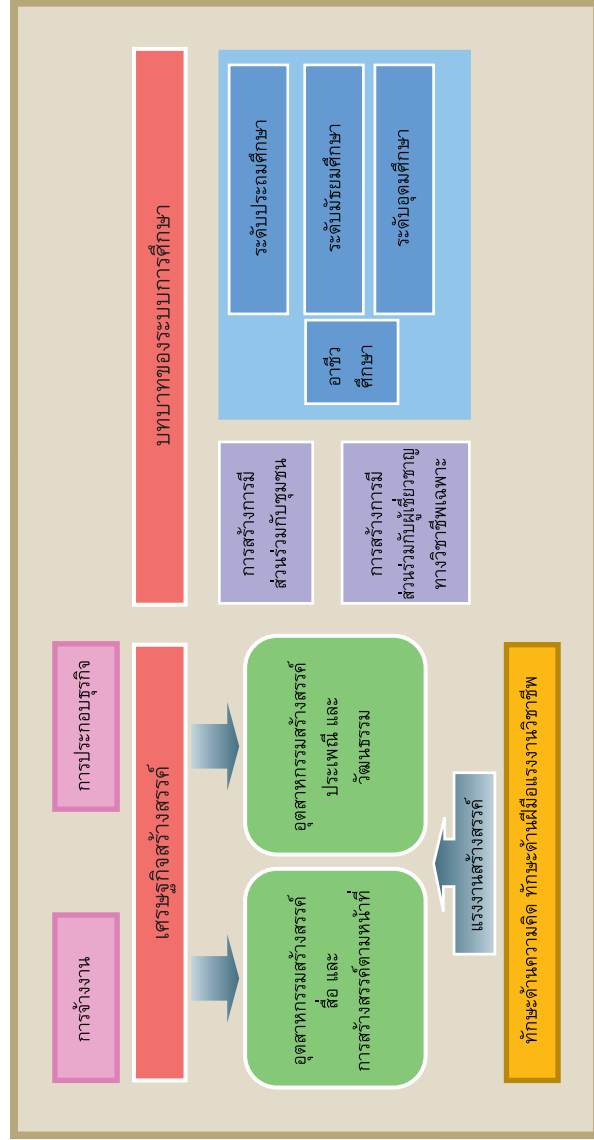 การจ้างงาน
การประกอบธุรกิจ
เศรษฐกิจสร้างสรรค์
บทบาทของระบบการศึกษา
อุตสาหกรรมสร้างสรรค์
สื่อ และ
การสร้างสรรค์ตามหน้าที่
อุตสาหกรรมสร้างสรรค์
ประเพณี และ
วัฒนธรรม
การสร้างการมี
ส่วนร่วมกับชุมชน
การสร้างการมี
ส่วนร่วมกับผู้เชี่ยวชาญ
ทางวิชาชีพเฉพาะ
อาชีว
ศึกษา
ระดับประถมศึกษา
ระดับมัธยมศึกษา
ระดับอุดมศึกษา
แรงงานสร้างสรรค์
ทักษะด้านความคิด ทักษะด้านฝีมือแรงงานวิชาชีพ